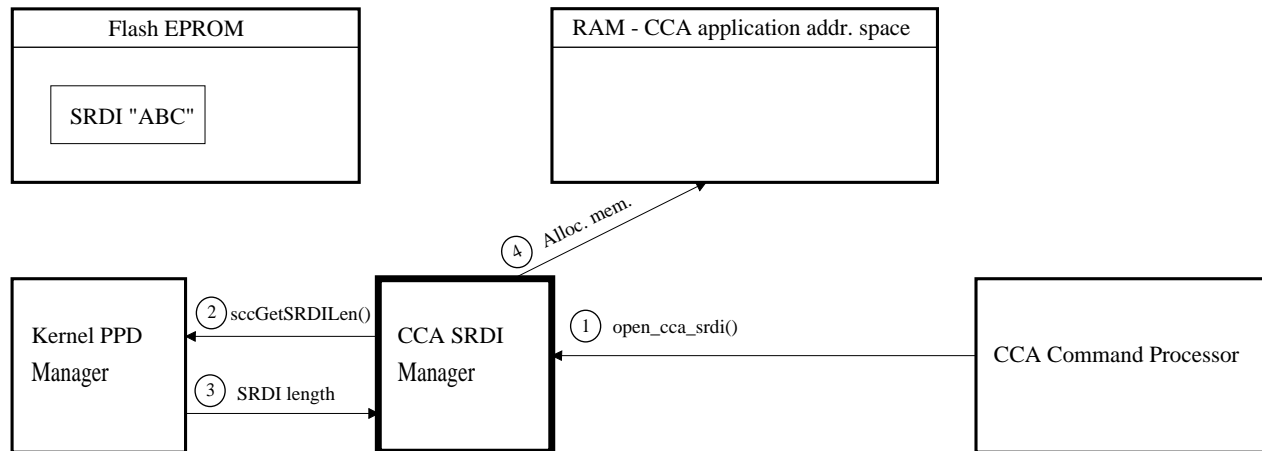 Flash EPROM
RAM - CCA application addr. space
SRDI "ABC"
4 Alloc. mem.
2 sccGetSRDILen()
1 open_cca_srdi()
Kernel PPD
Manager
CCA SRDI
Manager
CCA Command Processor
3 SRDI length